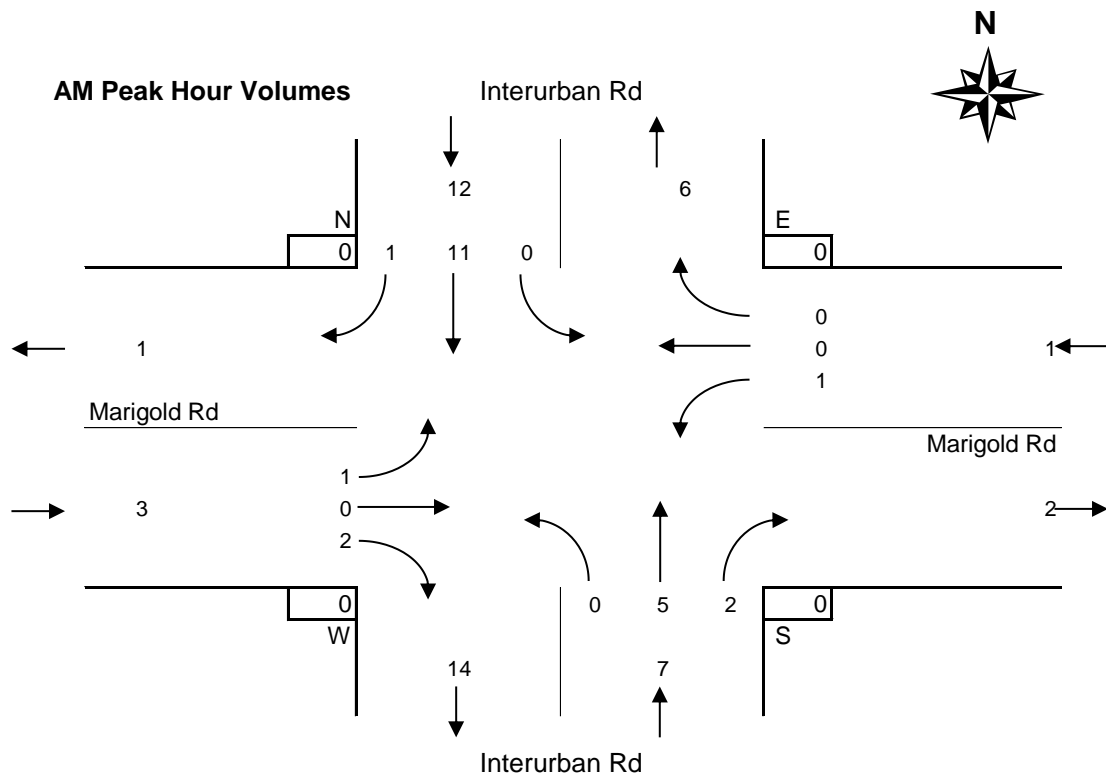 N
AM Peak Hour Volumes Interurban Rd
12 6
N E
0 1 11 0 0
0
1 0 1
1
Marigold Rd
Marigold Rd
1
3 0 2
2
0 0 5 2 0
W S
14 7
Interurban Rd